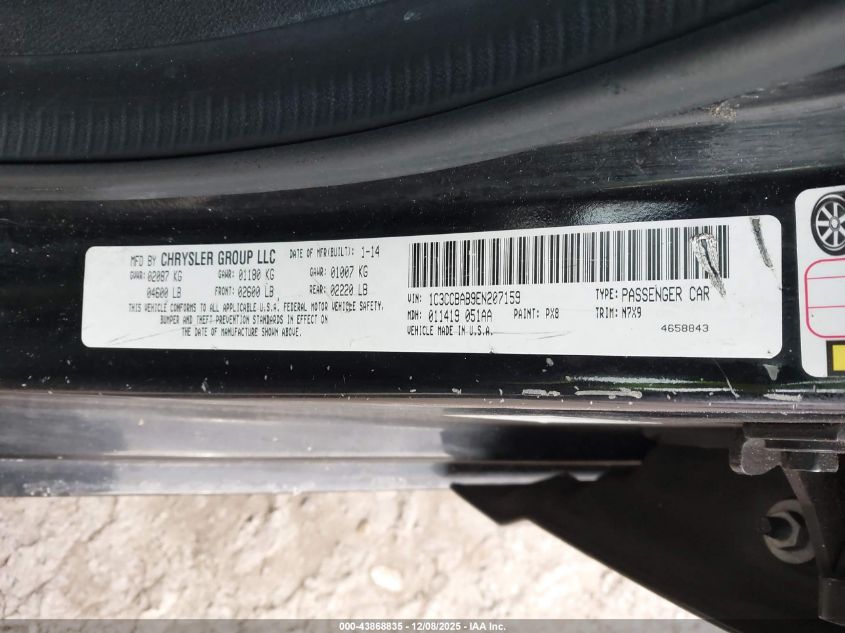 MFD BY CHRYSLER GROUP LLC DATE OF MFR(BUILT): 1-14
GVWR: 02087 KG GAWR: 01180 KG GAWR: 01007 KG
04600 LB FRONT: 02600 LB REAR: 02220 LB
THIS VEHICLE CONFORMS TO ALL APPLICABLE U.S.A. FEDERAL MOTOR VEHICLE SAFETY,
BUMPER AND THEFT PREVENTION STANDARDS IN EFFECT ON
THE DATE OF MANUFACTURE SHOWN ABOVE.
VIN: 1C3CCBAB9EN207159 TYPE: PASSENGER CAR
MDH: 011419 051AA PAINT: PX8 TRIM: N7X9
VEHICLE MADE IN U.S.A. 4658843
000-43868835 - 12/08/2025 - IAA Inc.